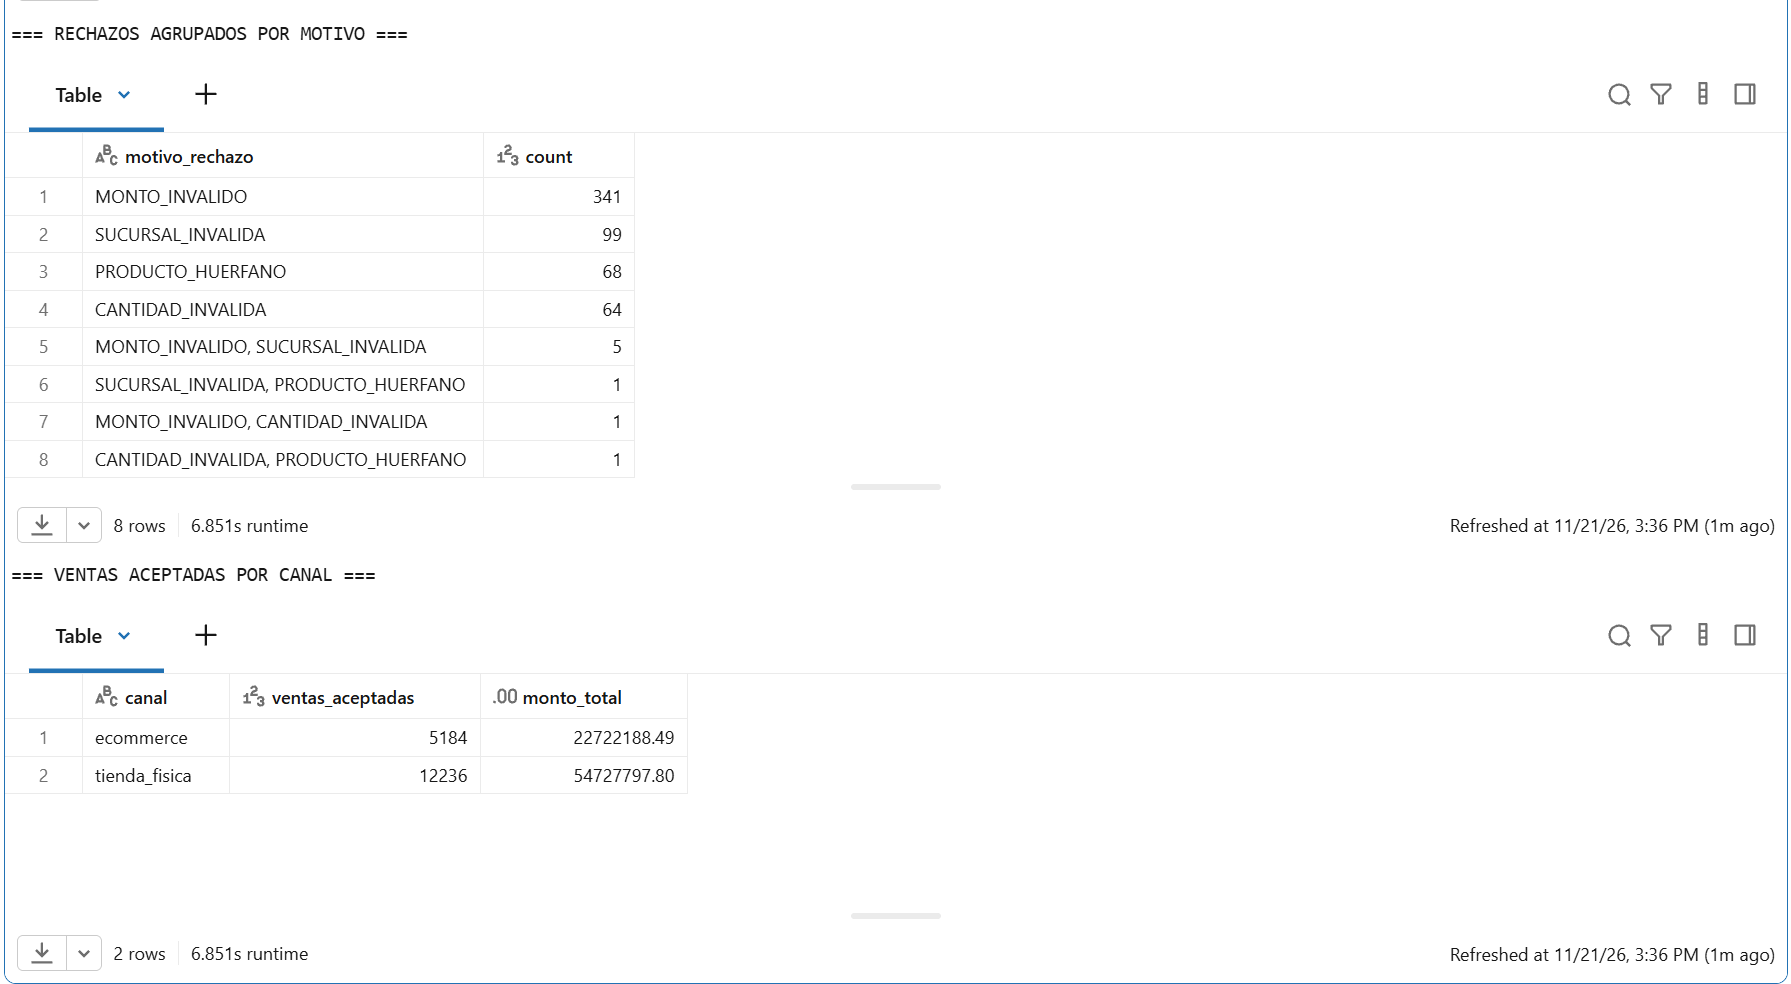 === RECHAZOS AGRUPADOS POR MOTIVO ===
Table
motivo_rechazo count
1 MONTO_INVALIDO 341
2 SUCURSAL_INVALIDA 99
3 PRODUCTO_HUERFANO 68
4 CANTIDAD_INVALIDA 64
5 MONTO_INVALIDO, SUCURSAL_INVALIDA 5
6 SUCURSAL_INVALIDA, PRODUCTO_HUERFANO 1
7 MONTO_INVALIDO, CANTIDAD_INVALIDA 1
8 CANTIDAD_INVALIDA, PRODUCTO_HUERFANO 1
8 rows 6.851s runtime Refreshed at 11/21/26, 3:36 PM (1m ago)
=== VENTAS ACEPTADAS POR CANAL ===
Table
canal ventas_aceptadas .00 monto_total
1 ecommerce 5184 22722188.49
2 tienda_fisica 12236 54727797.80
2 rows 6.851s runtime Refreshed at 11/21/26, 3:36 PM (1m ago)